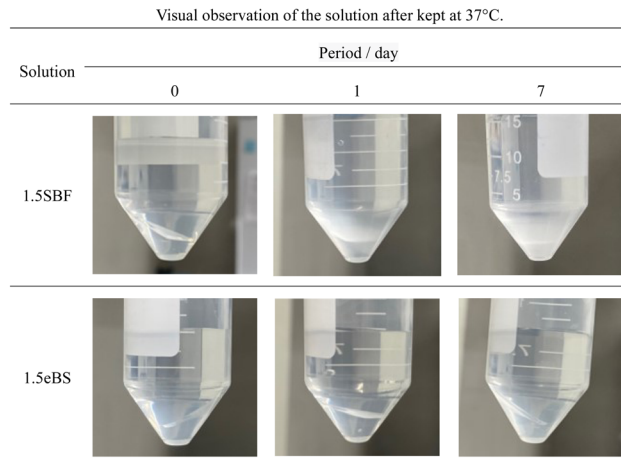 Visual observation of the solution after kept at 37°C.
Solution
Period / day
0
1
7
1.5SBF
15
10
7.5
5
1.5eBS